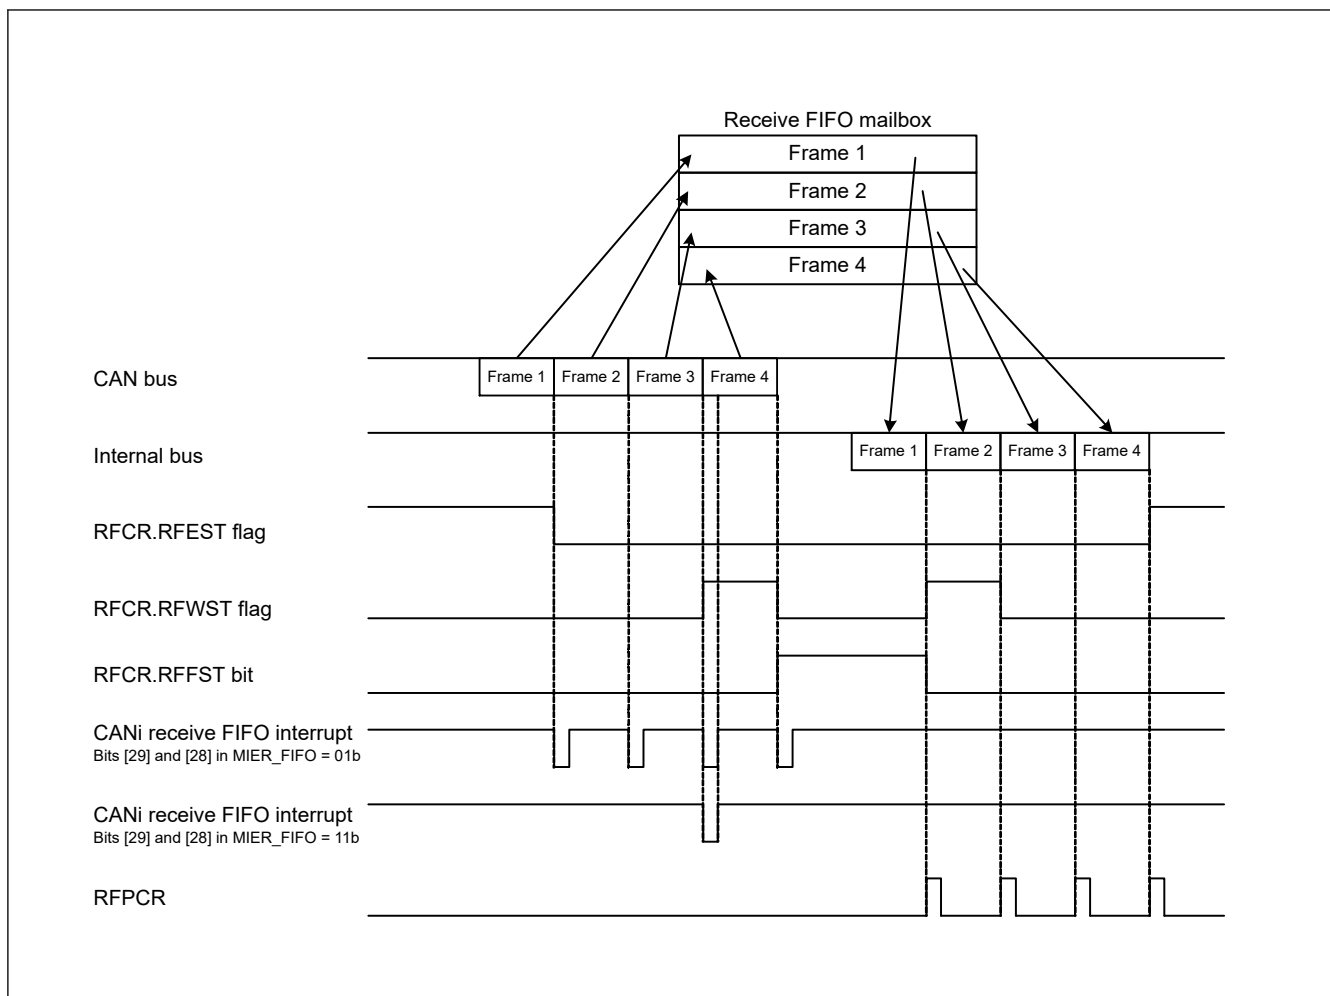 Receive FIFO mailbox
Frame 1
Frame 2
Frame 3
Frame 4
CAN bus
Frame 1 Frame 2 Frame 3 Frame 4
Internal bus
Frame 1 Frame 2 Frame 3 Frame 4
RFCR.RFEST flag
RFCR.RFWST flag
RFCR.RFFST bit
CANi receive FIFO interrupt
Bits [29] and [28] in MIER_FIFO = 01b
CANi receive FIFO interrupt
Bits [29] and [28] in MIER_FIFO = 11b
RFPCR